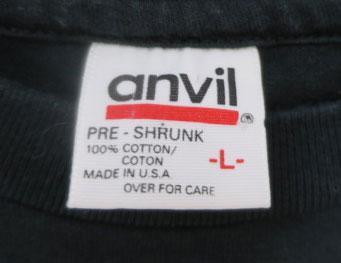 anvil
®
PRE - SHRUNK
100% COTTON/
COTON
-L-
MADE IN U.S.A
OVER FOR CARE